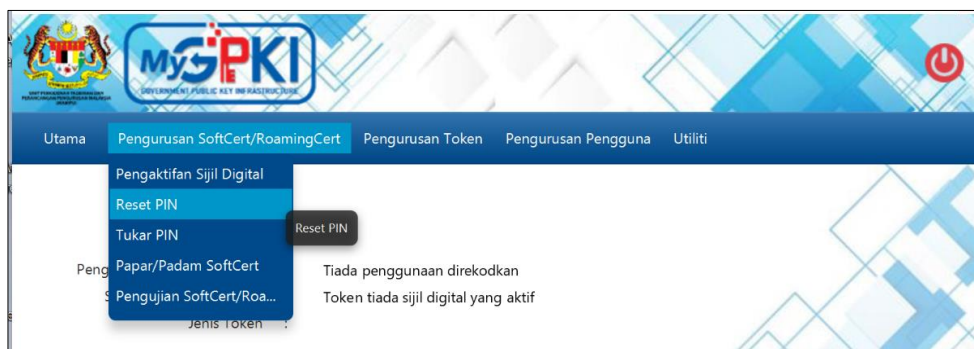 MyGPKI
GOVERNMENT PUBLIC KEY INFRASTRUCTURE
Utama Pengurusan SoftCert/RoamingCert Pengurusan Token Pengurusan Pengguna Utiliti
Pengaktifan Sijil Digital
Reset PIN
Tukar PIN
Reset PIN
Peng
Papar/Padam SoftCert
Tiada penggunaan direkodkan
Pengujian SoftCert/Roa...
Token tiada sijil digital yang aktif
Jenis Token :